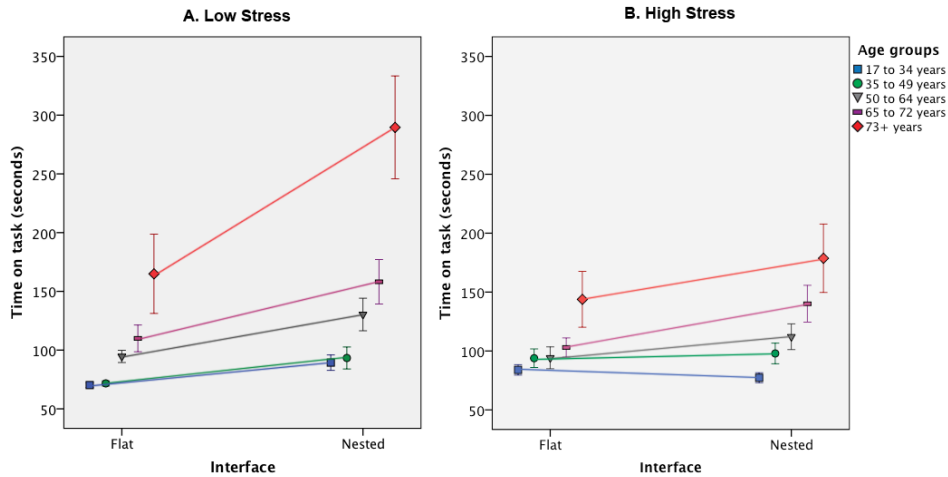 A. Low Stress
B. High Stress
Time on task (seconds)
350
300
250
200
150
100
50
Flat
Nested
Interface
Time on task (seconds)
350
300
250
200
150
100
50
Flat
Nested
Interface
Age groups
17 to 34 years
35 to 49 years
50 to 64 years
65 to 72 years
73+ years